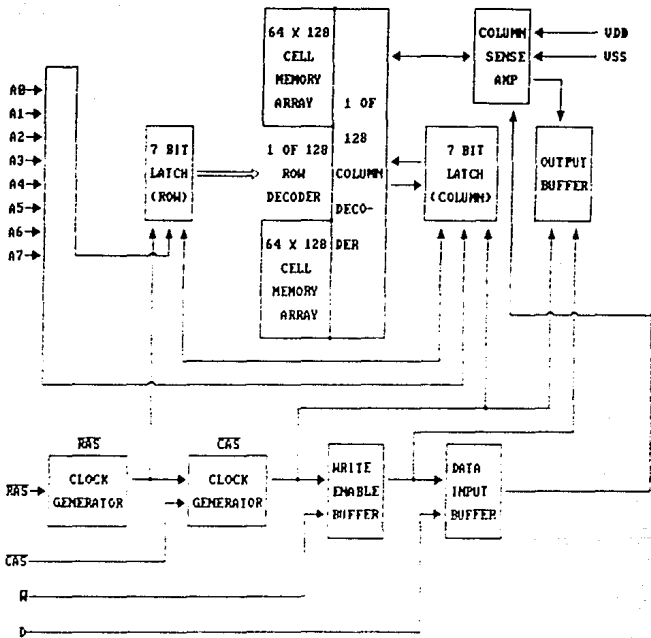 64 X 128
CELL
MEMORY
ARRAY
1 OF
128
COLUMN
DECO-
DER
COLUMN
SENSE
AMP
VDD
VSS
A0
A1
A2
A3
A4
A5
A6
A7
7 BIT
LATCH
(ROW)
1 OF 128
ROW
DECODER
7 BIT
LATCH
(COLUMN)
OUTPUT
BUFFER
64 X 128
CELL
MEMORY
ARRAY
RAS
CAS
RAS
CLOCK
GEMERATOR
CLOCK
GEMERATOR
WRITE
ENABLE
BUFFER
DATA
INPUT
BUFFER
CAS
W
D